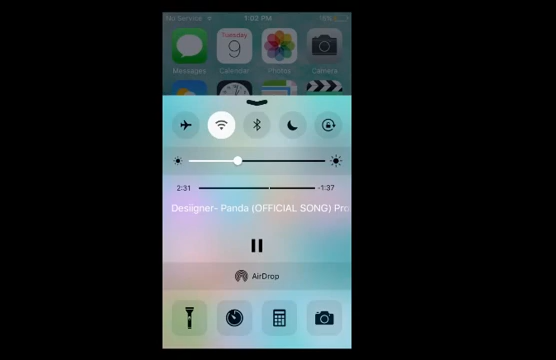 No Service
1:02 PM
Tuesday
9
Messages
Calendar
Photos
Camera
2:31
-1:37
Desiigner- Panda (OFFICIAL SONG) Pro
AirDrop